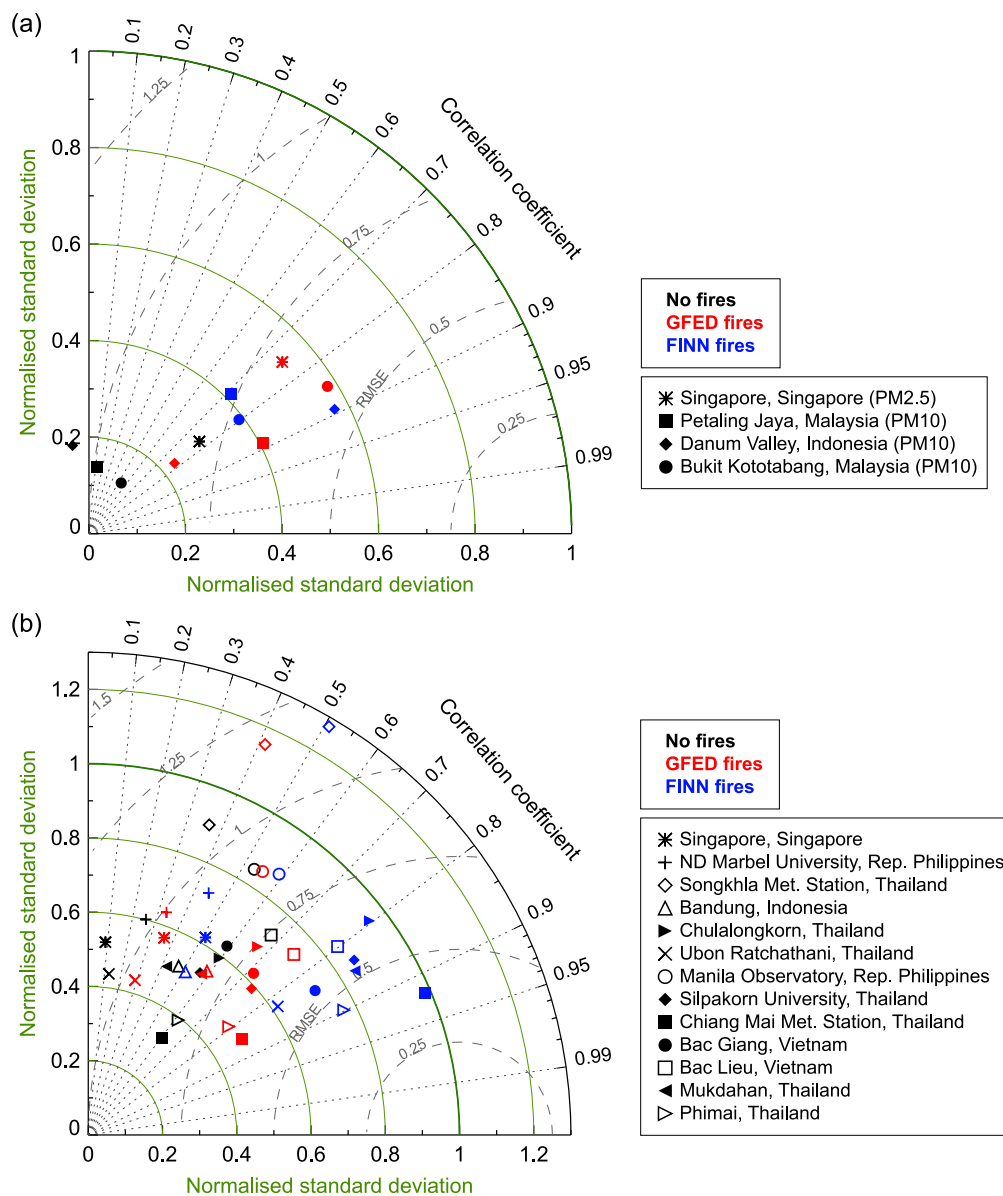 (a)
0.1
0.2
0.3
0.4
0.5
0.6
0.7
0.8
0.9
0.95
0.99
Correlation coefficient
1
0.8
0.6
0.4
0.2
0
Normalised standard deviation
1.25
1
0.75
0.5
0.25
RMSE
0
0.2
0.4
0.6
0.8
1
Normalised standard deviation
No fires
GFED fires
FINN fires
Singapore, Singapore (PM2.5)
Petaling Jaya, Malaysia (PM10)
Danum Valley, Indonesia (PM10)
Bukit Kototabang, Malaysia (PM10)
(b)
0.1
0.2
0.3
0.4
0.5
0.6
0.7
0.8
0.9
0.95
0.99
Correlation coefficient
1.2
1
0.8
0.6
0.4
0.2
0
Normalised standard deviation
1.5
1.25
1
0.75
0.5
0.25
RMSE
0
0.2
0.4
0.6
0.8
1
1.2
Normalised standard deviation
No fires
GFED fires
FINN fires
Singapore, Singapore
ND Marbel University, Rep. Philippines
Songkhla Met. Station, Thailand
Bandung, Indonesia
Chulalongkorn, Thailand
Ubon Ratchathani, Thailand
Manila Observatory, Rep. Philippines
Silpakorn University, Thailand
Chiang Mai Met. Station, Thailand
Bac Giang, Vietnam
Bac Lieu, Vietnam
Mukdahan, Thailand
Phimai, Thailand